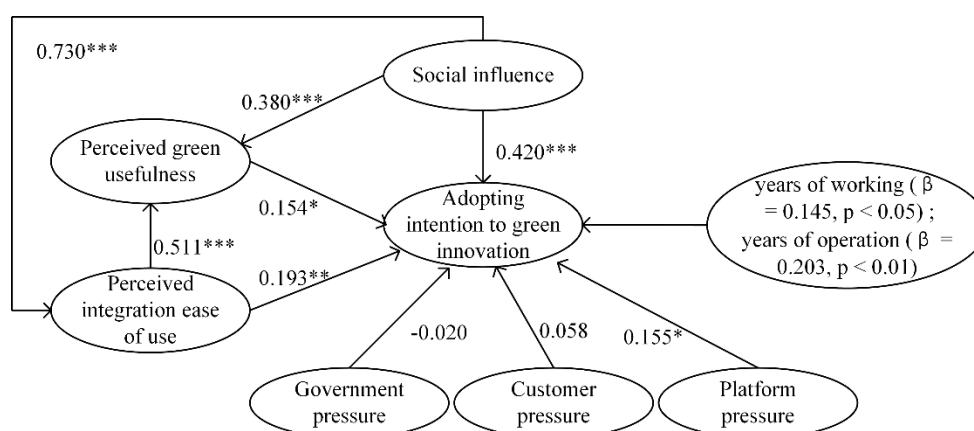 0.730***
Social influence
0.380***
Perceived green
usefulness
0.420***
0.154*
Adopting
intention to green
innovation
years of working ( β
= 0.145, p < 0.05) ;
years of operation ( β =
0.203, p < 0.01)
0.511***
0.193**
Perceived
integration ease
of use
-0.020
0.058
0.155*
Government
pressure
Customer
pressure
Platform
pressure